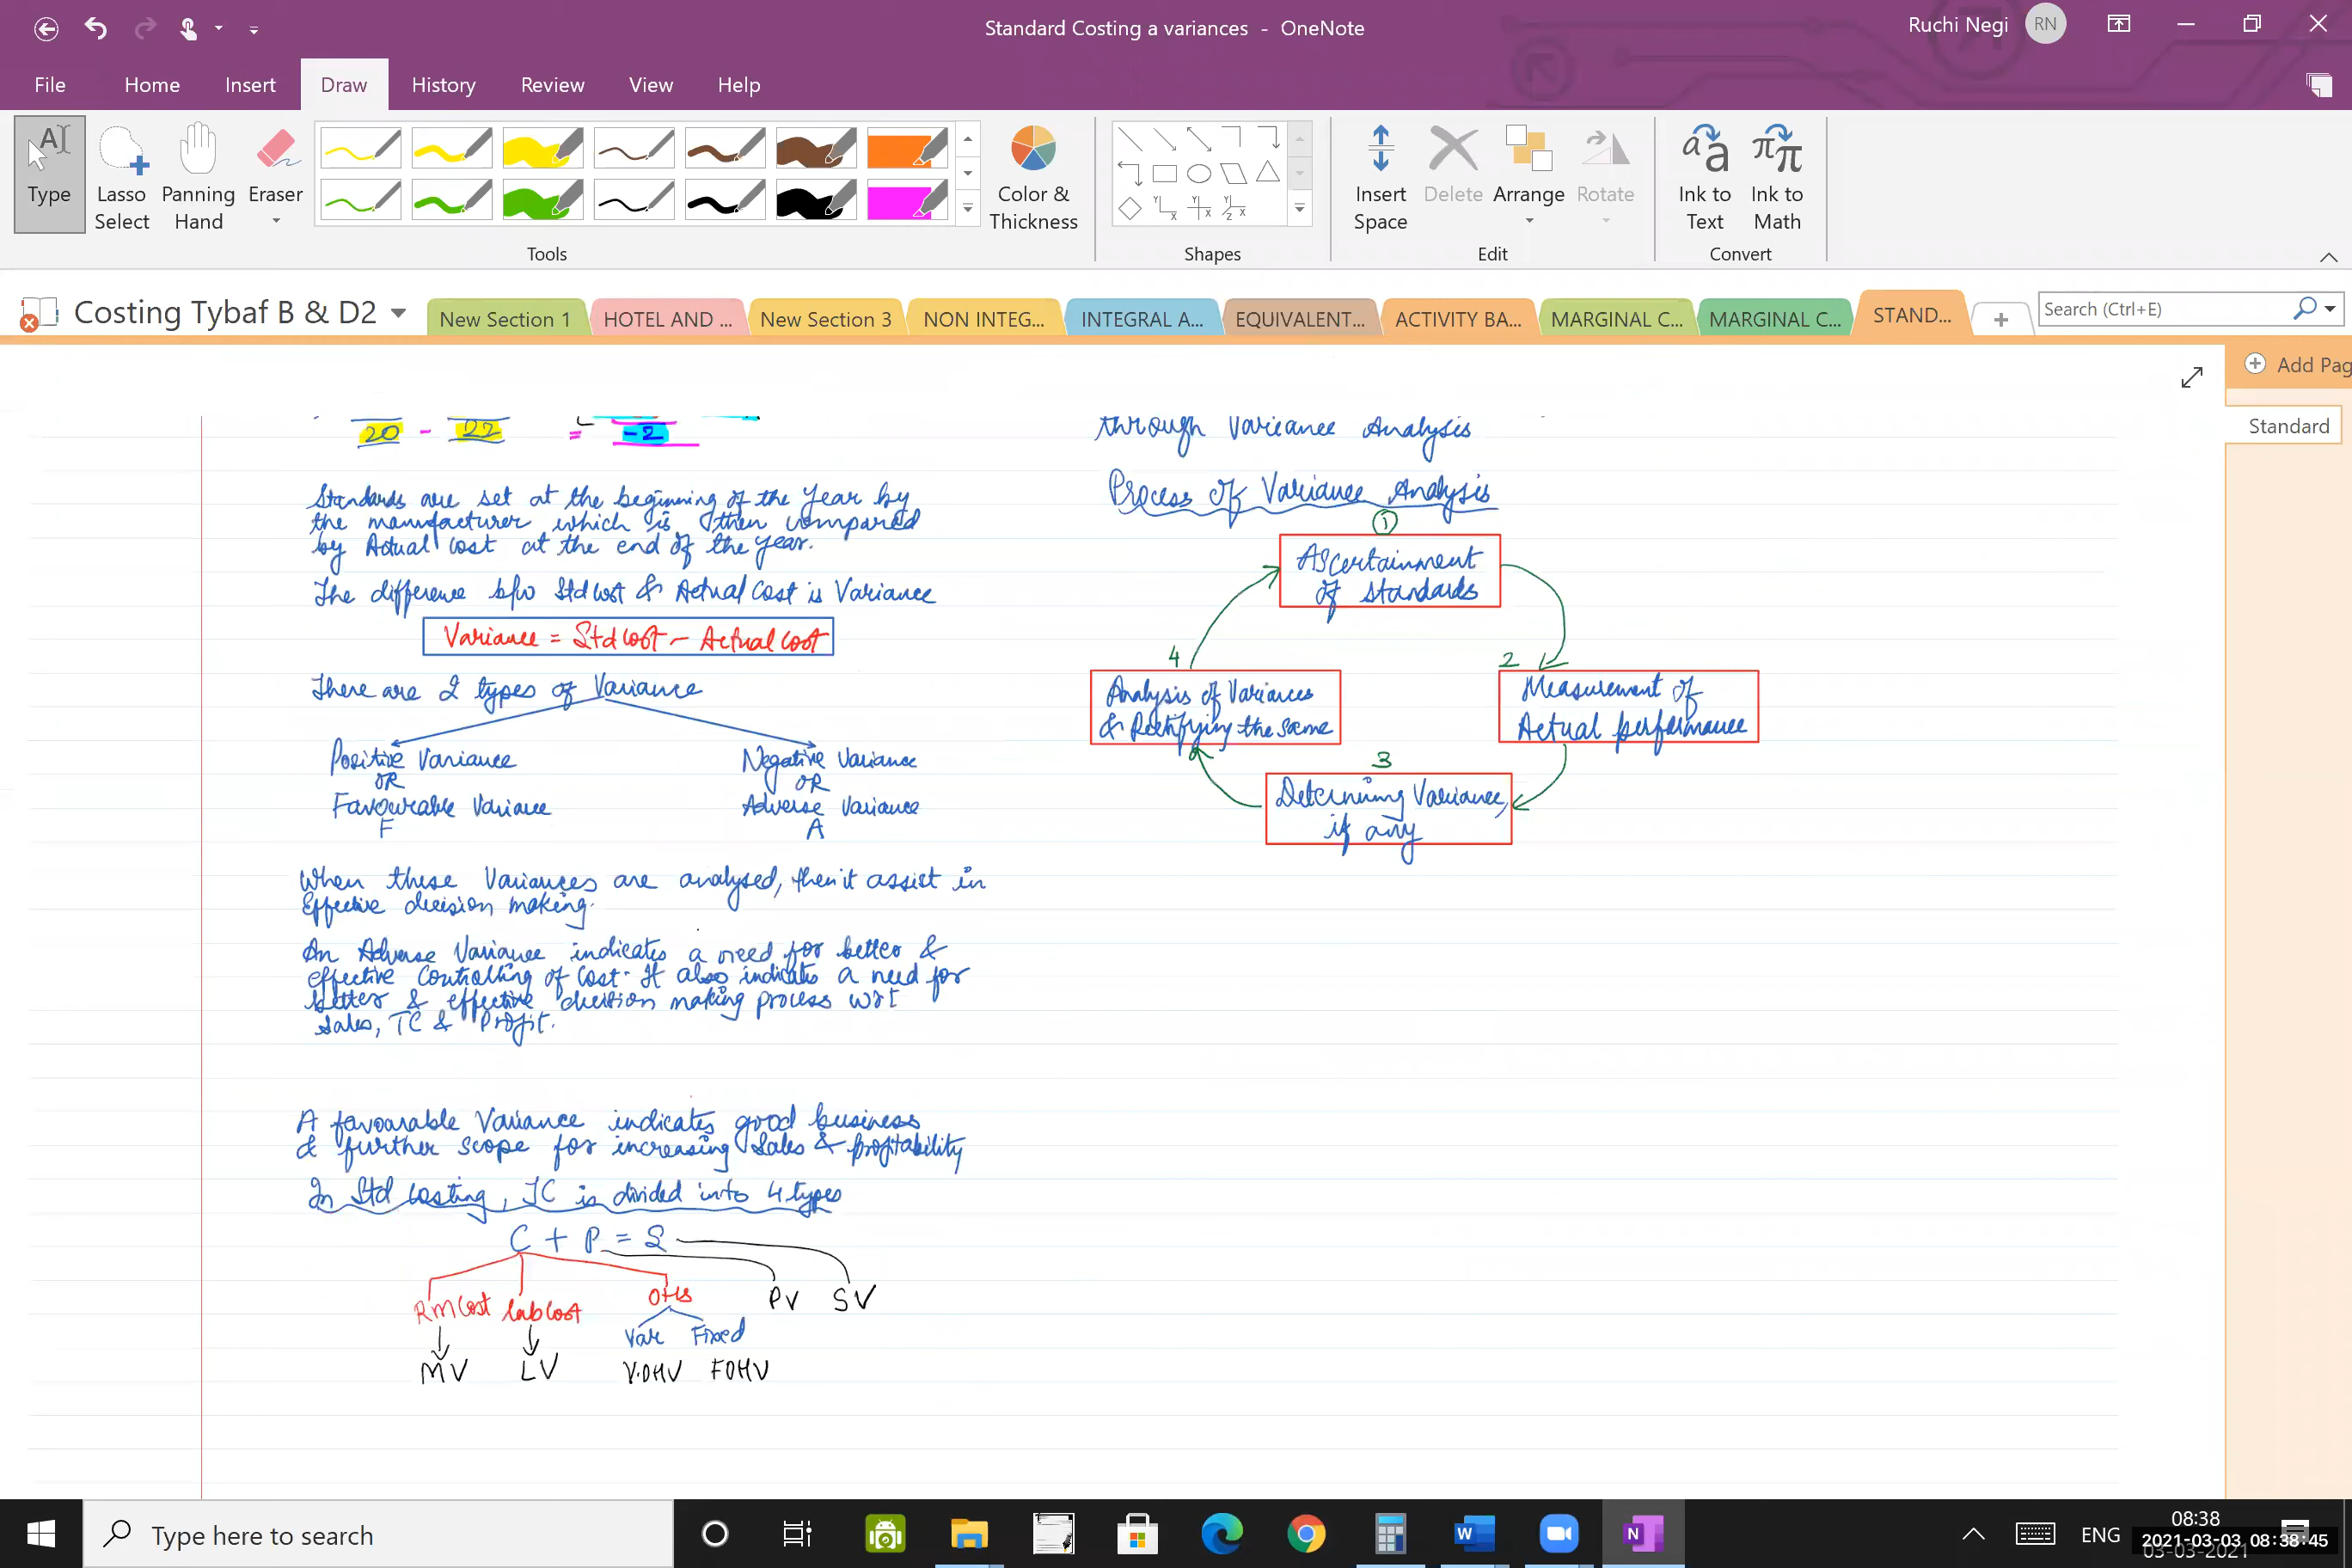 Standard Costing a variances - OneNote
Ruchi Negi
RN
File
Home
Insert
Draw
History
Review
View
Help
Type
Lasso
Select
Panning
Hand
Eraser
Color &
Thickness
Insert
Space
Delete
Arrange
Rotate
Ink to
Text
Ink to
Math
Tools
Shapes
Edit
Convert
Costing Tybaf B & D2
New Section 1
HOTEL AND ...
New Section 3
NON INTEG...
INTEGRAL A...
EQUIVALENT...
ACTIVITY BA...
MARGINAL C...
MARGINAL C...
STAND...
Search (Ctrl+E)
Add Pag
Standard
20 - 22 = -2
Standards are set at the beginning of the year by
the manufacturer which is then compared
by Actual cost at the end of the year.
The difference b/w Std cost & Actual Cost is Variance
Variance = Std cost - Actual cost
There are 2 types of Variance
Positive Variance
OR
Favourable Variance
F
Negative Variance
OR
Adverse Variance
A
When these Variances are analysed, then it assist in
Effective decision making.
An Adverse Variance indicates a need for better &
effective controlling of cost. It also indicates a need for
better & effective decision making process wrt
Sales, TC & Profit.
A favourable Variance indicates good business
& further scope for increasing Sales & profitability
In Std costing, TC is divided into 4 types
C + P = S
RM Cost
Lab Cost
OHs
PV
SV
Var
Fixed
MV
LV
V.OHV
FOHV
through Variance Analysis
Process of Variance Analysis
1
Ascertainment
of standards
2
Measurement of
Actual performance
3
Determing Variance,
if any
4
Analysis of Variances
& Rectifying the same
Type here to search
ENG
08:38
03-03-2021
2021-03-03 08:38:45